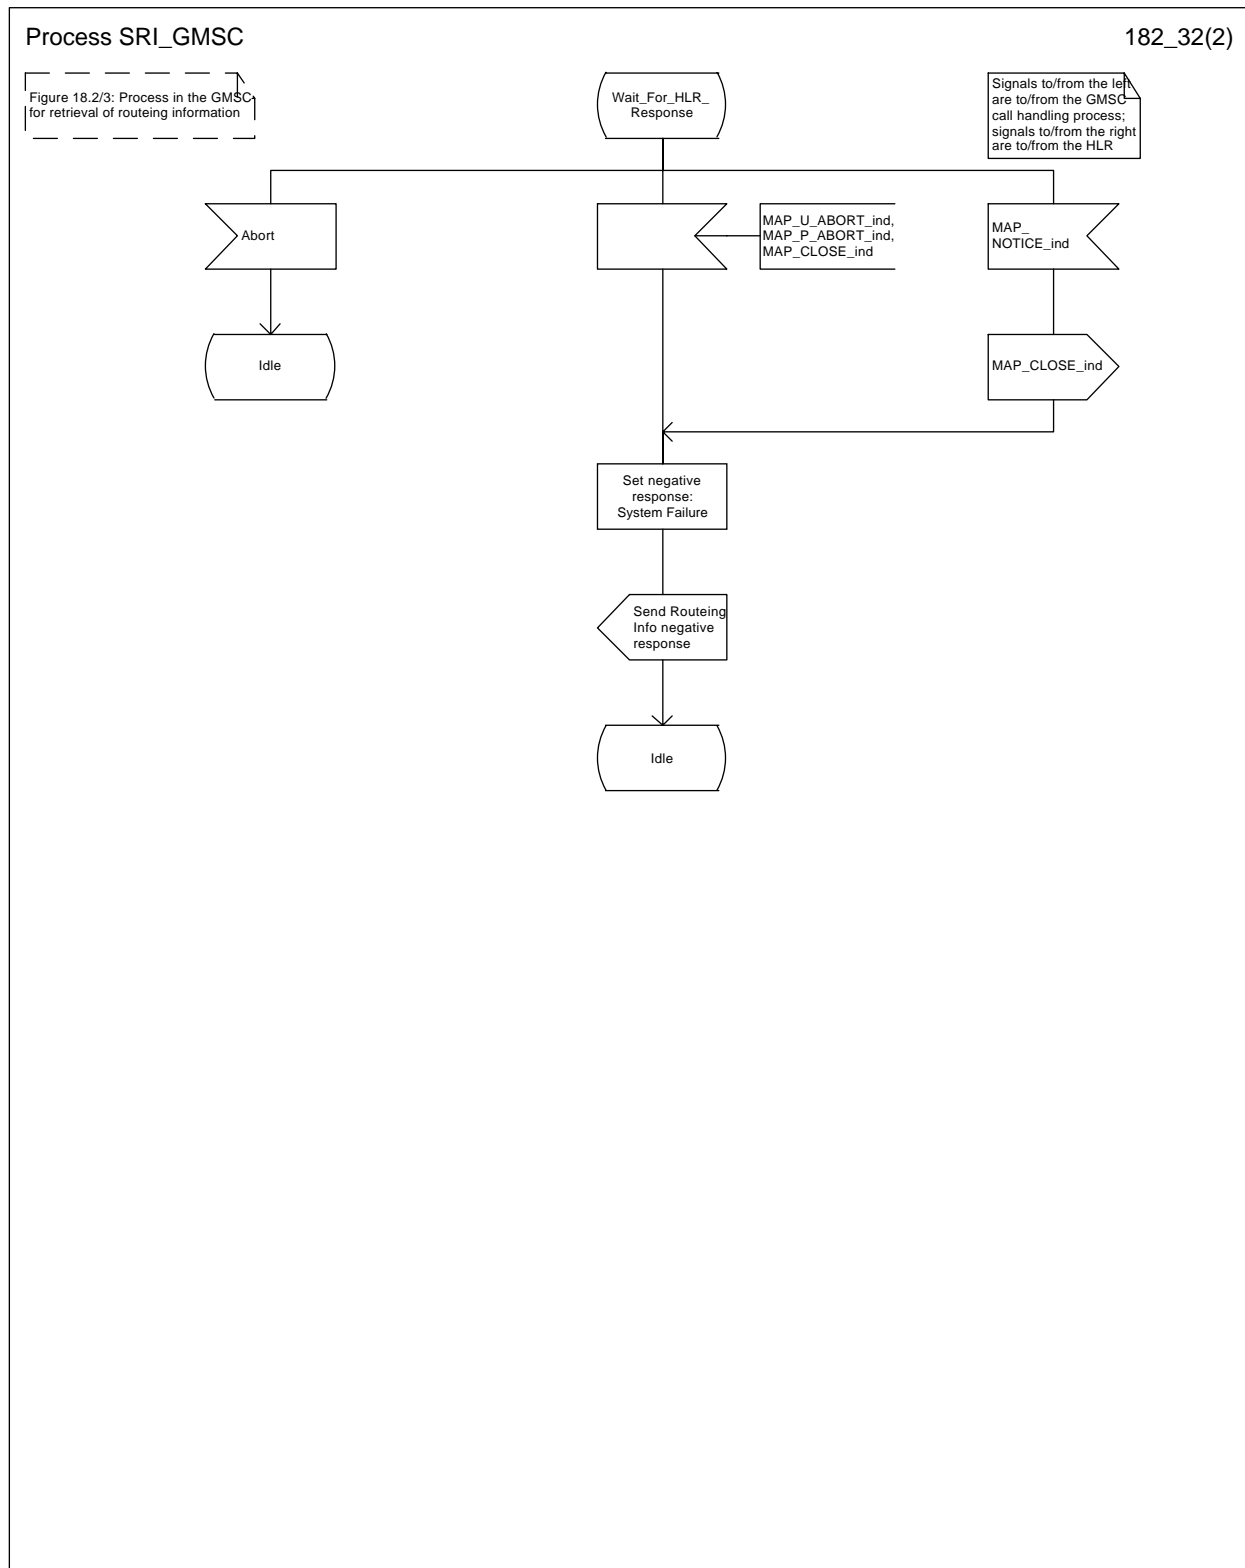 Process SRI_GMSC
182_32(2)
Figure 18.2/3: Process in the GMSC
for retrieval of routeing information
Wait_For_HLR_
Response
Signals to/from the left
are to/from the GMSC
call handling process;
signals to/from the right
are to/from the HLR
Abort
MAP_U_ABORT_ind,
MAP_P_ABORT_ind,
MAP_CLOSE_ind
MAP_
NOTICE_ind
Idle
MAP_CLOSE_ind
Set negative
response:
System Failure
Send Routeing
Info negative
response
Idle